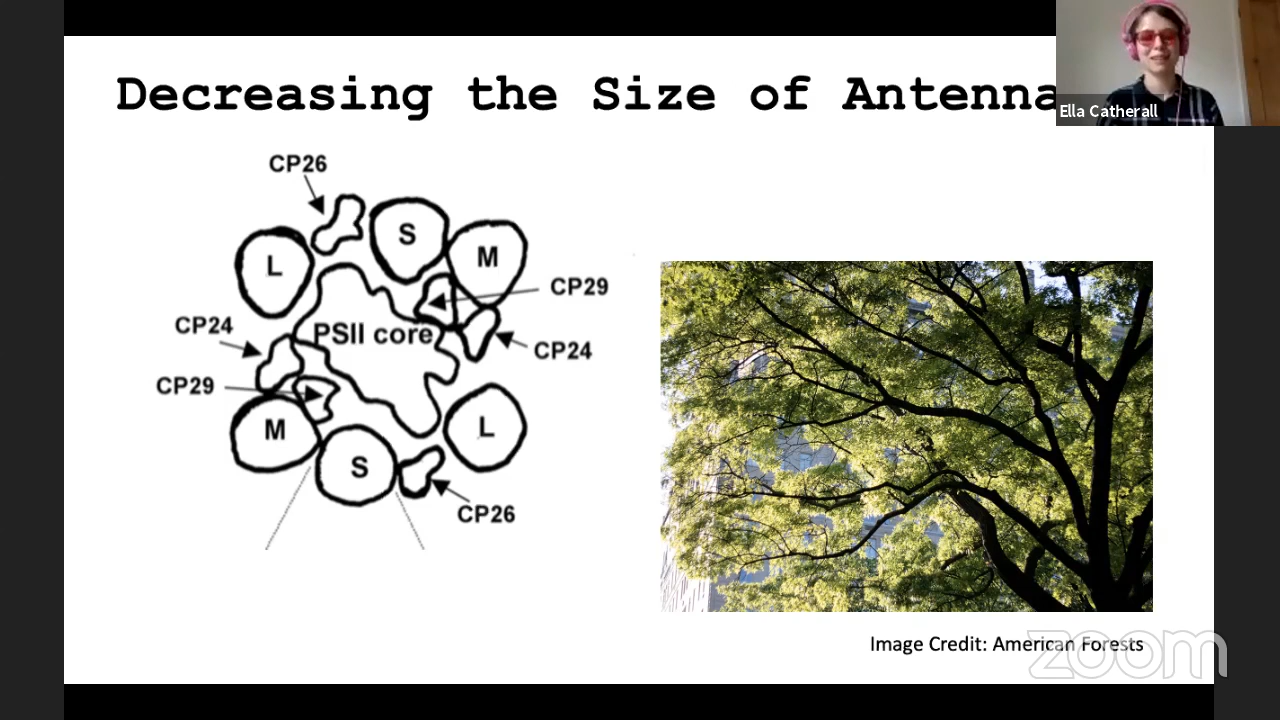 Decreasing the Size of Antenna
Ella Catherall
CP26
S
M
L
CP29
CP24
PSII core
CP24
CP29
M
S
L
CP26
Image Credit: American Forests
zoom